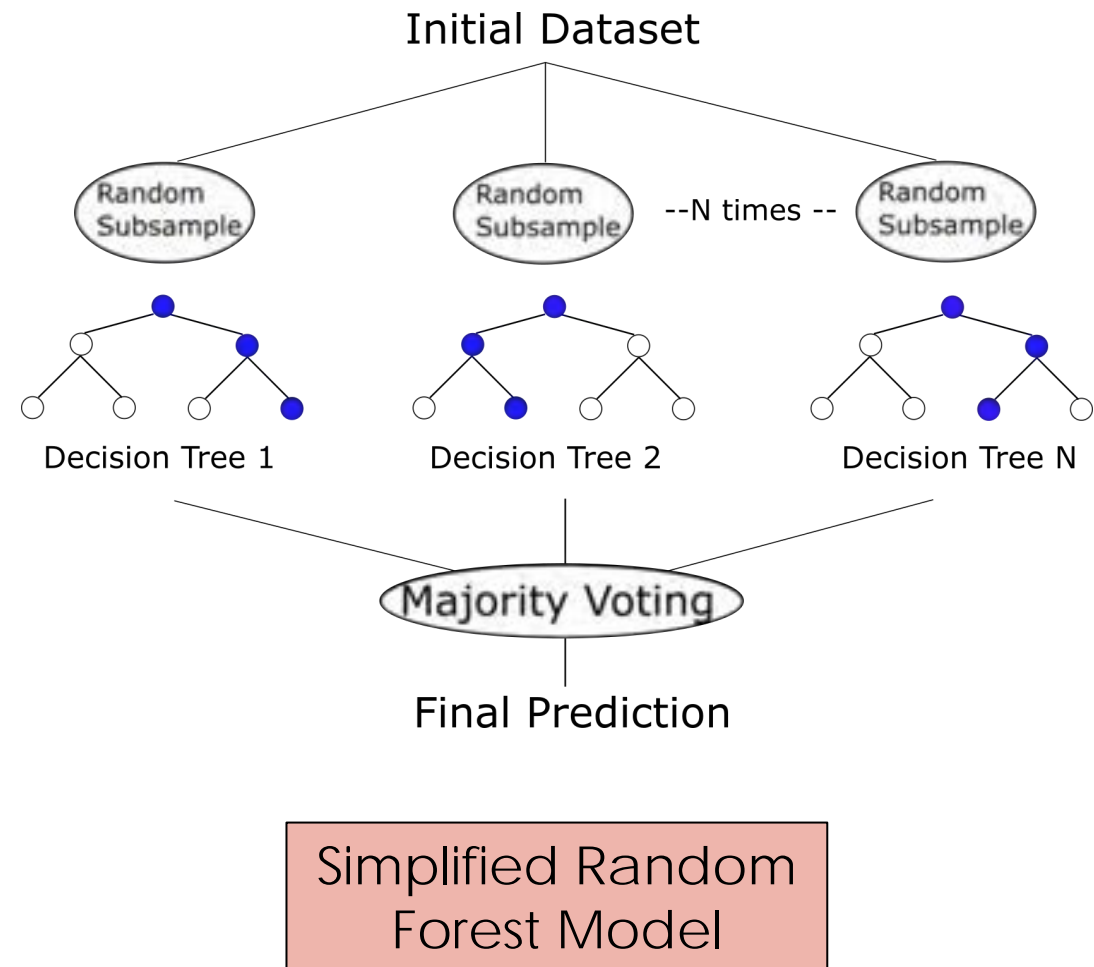 Initial Dataset
Random
Subsample
Random
Subsample
--N times --
Random
Subsample
Decision Tree 1
Decision Tree 2
Decision Tree N
Majority Voting
Final Prediction
Simplified Random
Forest Model